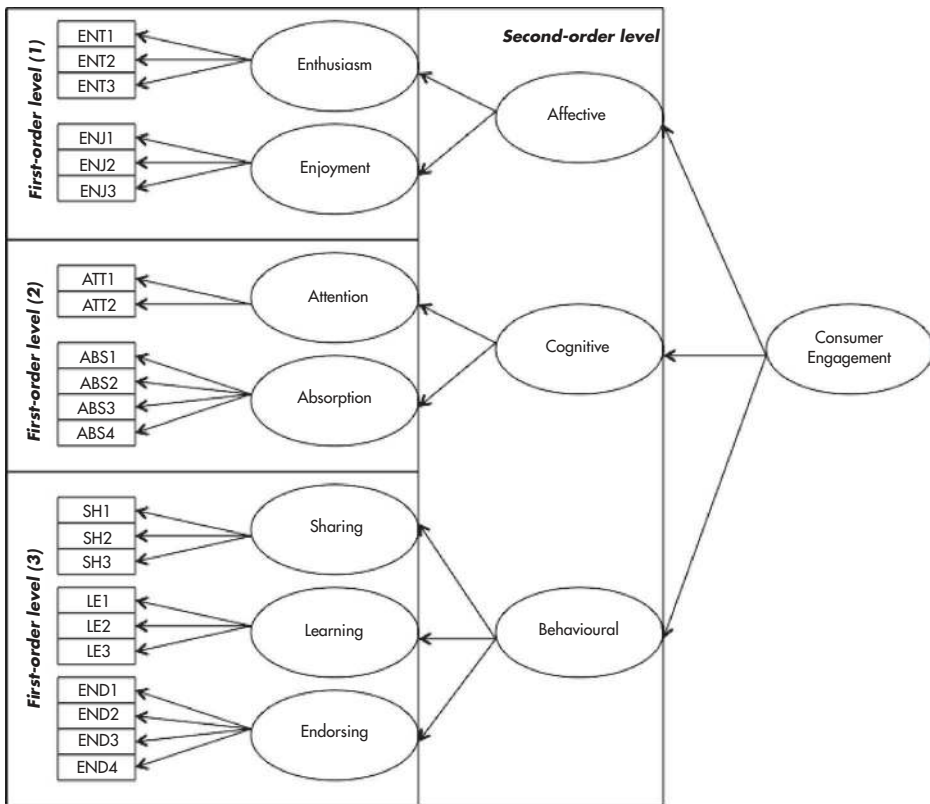 Second-order level
First-order level (1)
ENT1
ENT2
ENT3
Enthusiasm
ENJ1
ENJ2
ENJ3
Enjoyment
Affective
First-order level (2)
ATT1
ATT2
Attention
ABS1
ABS2
ABS3
ABS4
Absorption
Cognitive
Consumer
Engagement
First-order level (3)
SH1
SH2
SH3
Sharing
LE1
LE2
LE3
Learning
Behavioural
END1
END2
END3
END4
Endorsing